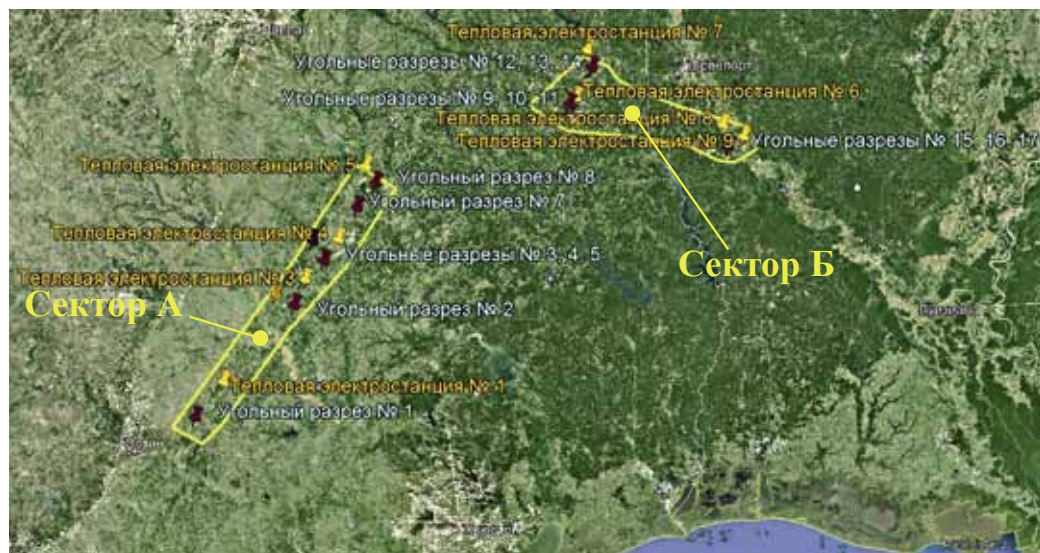 Тепловая электростанция № 7
Угольные разрезы № 12, 13, 14
Тепловая электростанция № 6
Угольные разрезы № 9, 10, 11
Тепловая электростанция № 8
Тепловая электростанция № 9
Угольные разрезы № 15, 16, 17
Тепловая электростанция № 5
Угольный разрез № 8
Угольный разрез № 7
Тепловая электростанция № 4
Угольные разрезы № 3, 4, 5
Сектор Б
Тепловая электростанция № 3
Сектор А
Угольный разрез № 2
Тепловая электростанция № 1
Угольный разрез № 1